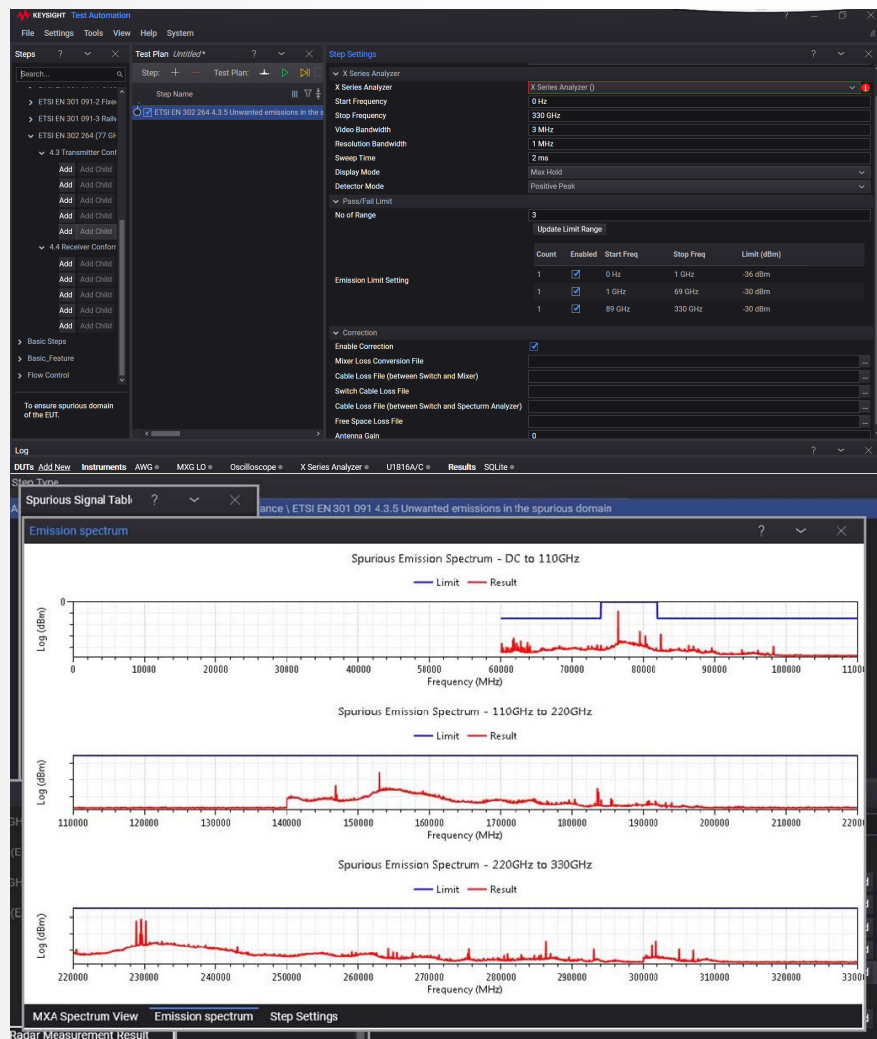 KEYSIGHT Test Automation
File Settings Tools View Help System
Steps
Search...
ETSI EN 301 091-2 Fixe
ETSI EN 301 091-3 Railw
ETSI EN 302 264 (77 GH
4.3 Transmitter Conf
Add Add Child
Add Add Child
Add Add Child
Add Add Child
Add Add Child
4.4 Receiver Conform
Add Add Child
Add Add Child
Add Add Child
Add Add Child
Add Add Child
Basic Steps
Basic_Feature
Flow Control
To ensure spurious domain
of the EUT.
Test Plan Untitled*
Step: Test Plan:
Step Name
ETSI EN 302 264 4.3.5 Unwanted emissions in the s
Step Settings
X Series Analyzer
X Series Analyzer X Series Analyzer ()
Start Frequency 0 Hz
Stop Frequency 330 GHz
Video Bandwidth 3 MHz
Resolution Bandwidth 1 MHz
Sweep Time 2 ms
Display Mode Max Hold
Detector Mode Positive Peak
Pass/Fail Limit
No of Range 3
Update Limit Range
Emission Limit Setting
Count Enabled Start Freq Stop Freq Limit (dBm)
1 0 Hz 1 GHz -36 dBm
1 1 GHz 69 GHz -30 dBm
1 89 GHz 330 GHz -30 dBm
Correction
Enable Correction
Mixer Loss Conversion File
Cable Loss File (between Switch and Mixer)
Switch Cable Loss File
Cable Loss File (between Switch and Specturm Analyzer)
Free Space Loss File
Antenna Gain 0
Log
DUTs Add New Instruments AWG MXG LO Oscilloscope X Series Analyzer U1816A/C Results SQLite
Step Type
Spurious Signal Tabl
ance \ ETSI EN 301 091 4.3.5 Unwanted emissions in the spurious domain
Emission spectrum
Spurious Emission Spectrum - DC to 110GHz
Limit Result
Log (dBm)
0
0 10000 20000 30000 40000 50000 60000 70000 80000 90000 100000 1100
Frequency (MHz)
Spurious Emission Spectrum - 110GHz to 220GHz
Limit Result
Log (dBm)
110000 120000 130000 140000 150000 160000 170000 180000 190000 200000 210000 2200
Frequency (MHz)
Spurious Emission Spectrum - 220GHz to 330GHz
Limit Result
Log (dBm)
220000 230000 240000 250000 260000 270000 280000 290000 300000 310000 320000 3300
Frequency (MHz)
MXA Spectrum View Emission spectrum Step Settings
Radar Measurement Result